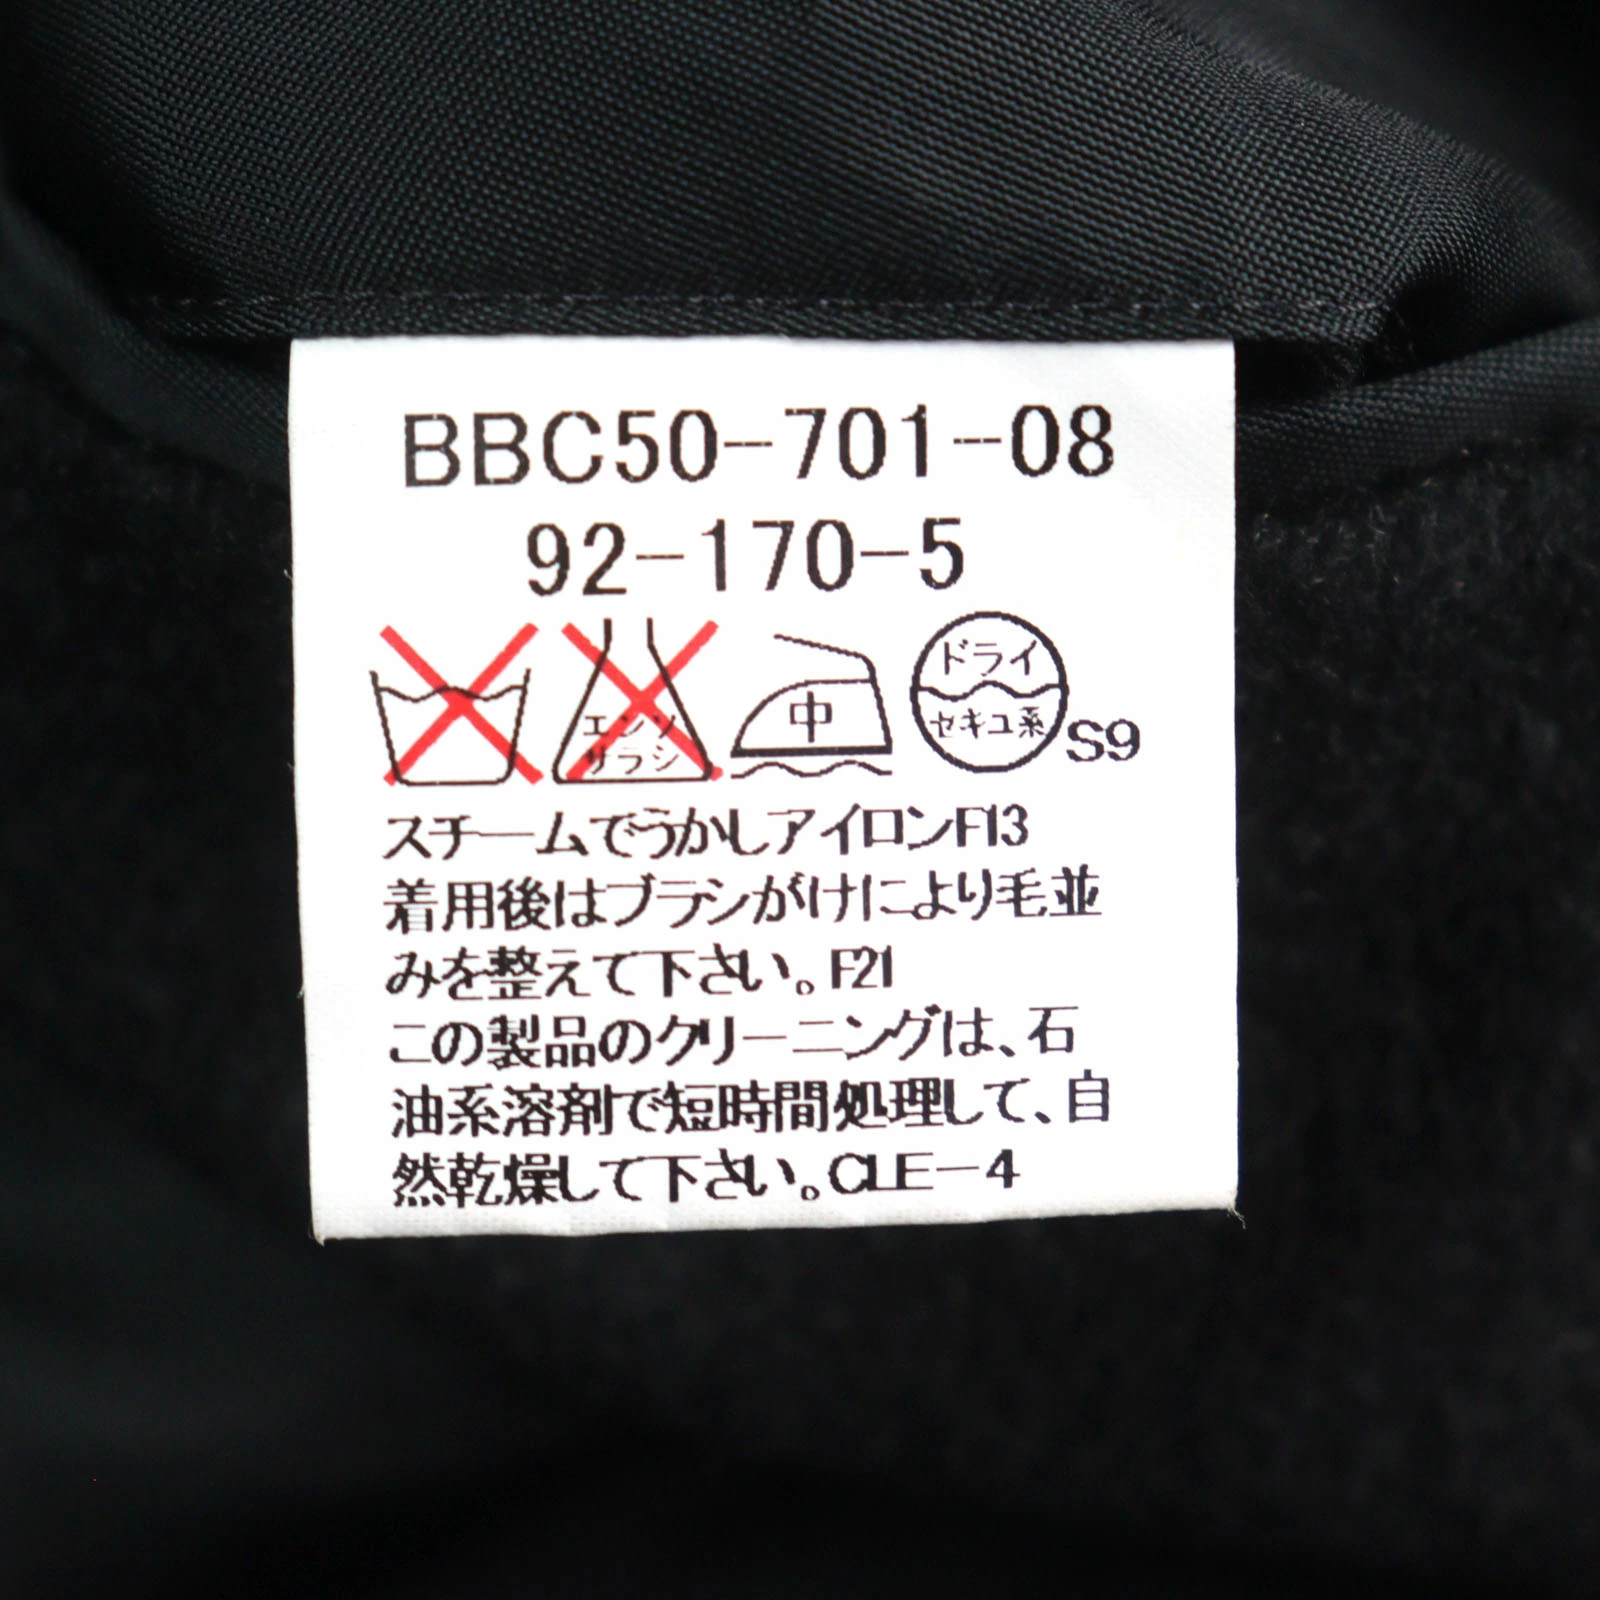 BBC50-701-08
92-170-5
エンソ
サラシ
中
ドライ
セキユ系
S9
スチームでうかしアイロンF13
着用後はブラシがけにより毛並
みを整えて下さい。F21
この製品のクリーニングは、石
油系溶剤で短時間処理して、自
然乾燥して下さい。CLE-4